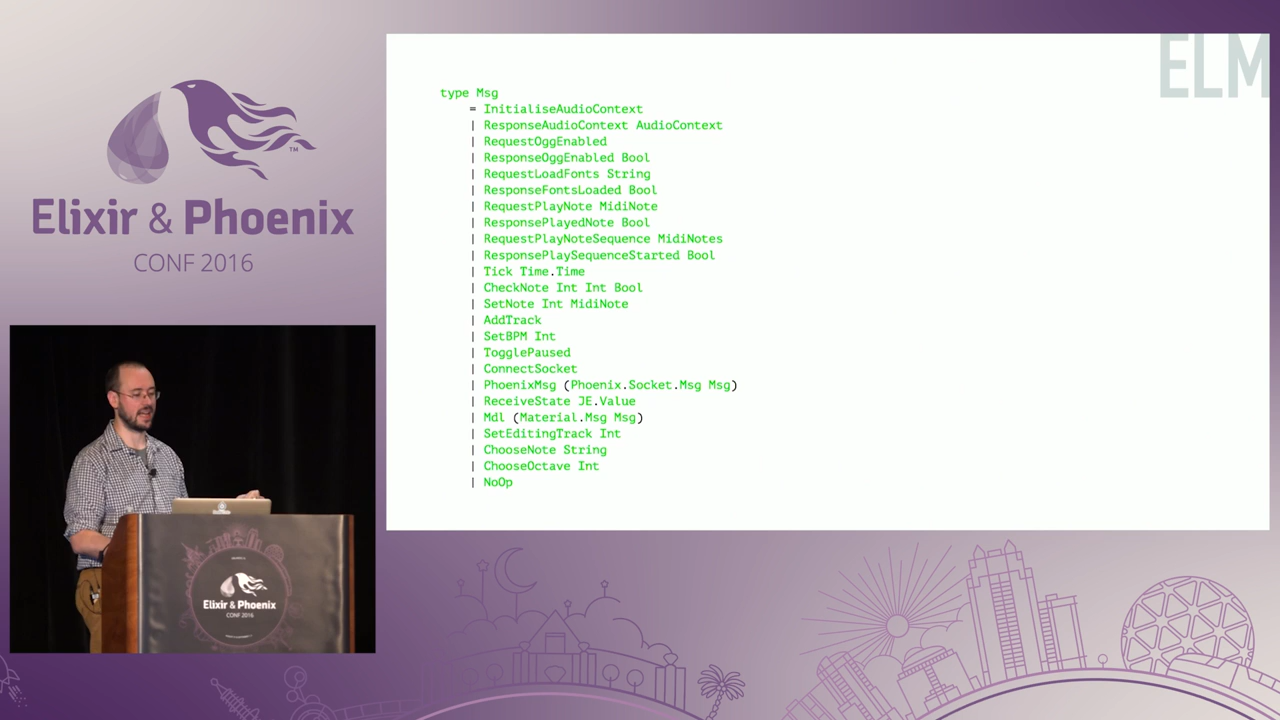 Elixir & Phoenix
CONF 2016
TM
ELM
type Msg
= InitialiseAudioContext
| ResponseAudioContext AudioContext
| RequestOggEnabled
| ResponseOggEnabled Bool
| RequestLoadFonts String
| ResponseFontsLoaded Bool
| RequestPlayNote MidiNote
| ResponsePlayedNote Bool
| RequestPlayNoteSequence MidiNotes
| ResponsePlaySequenceStarted Bool
| Tick Time.Time
| CheckNote Int Int Bool
| SetNote Int MidiNote
| AddTrack
| SetBPM Int
| TogglePaused
| ConnectSocket
| PhoenixMsg (Phoenix.Socket.Msg Msg)
| ReceiveState JE.Value
| Mdl (Material.Msg Msg)
| SetEditingTrack Int
| ChooseNote String
| ChooseOctave Int
| NoOp
Elixir & Phoenix
CONF 2016